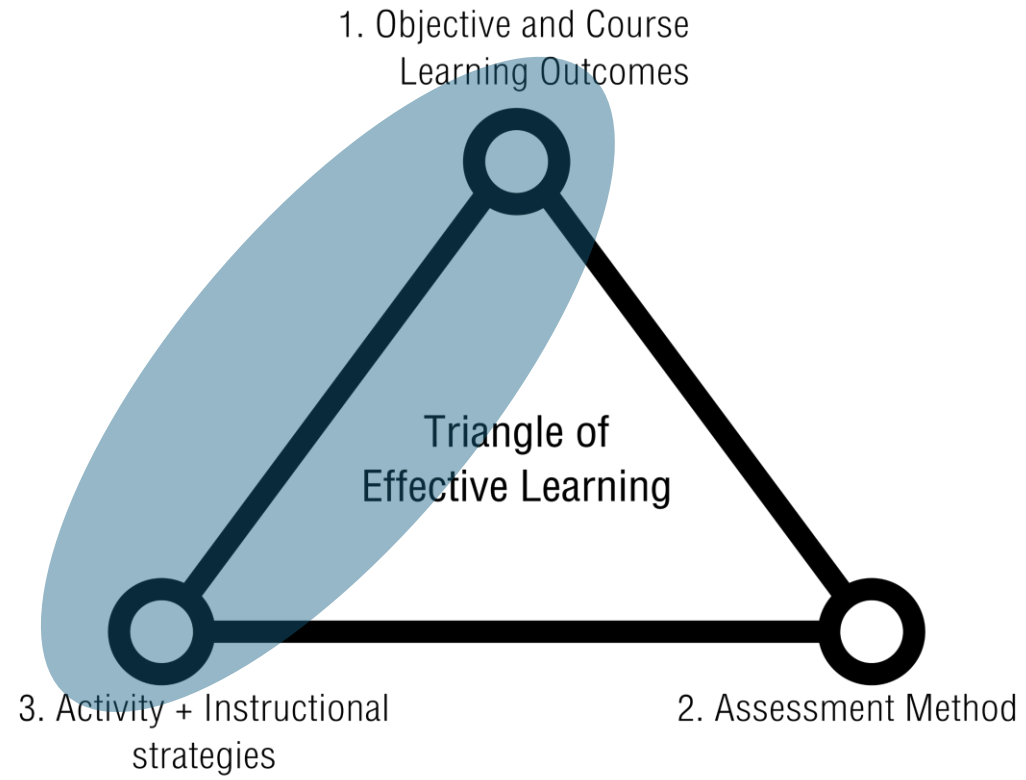 1. Objective and Course
Learning Outcomes
Triangle of
Effective Learning
3. Activity + Instructional
strategies
2. Assessment Method